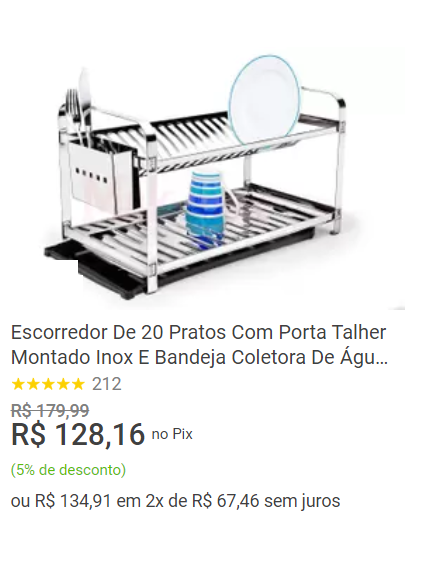 Escorredor De 20 Pratos Com Porta Talher
Montado Inox E Bandeja Coletora De Águ...
212
R$ 179,99
R$ 128,16 no Pix
(5% de desconto)
ou R$ 134,91 em 2x de R$ 67,46 sem juros